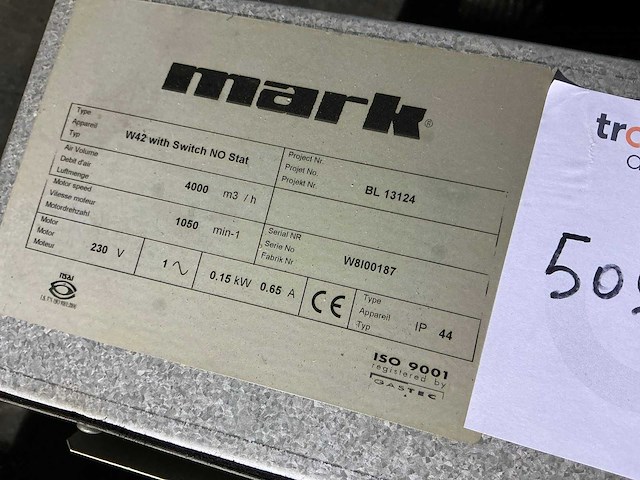 mark®
Type
Appareil
Typ
W42 with Switch NO Stat
Project Nr.
Projet No.
Projekt Nr.
BL 13124
Air Volume
Debit d'air
Luftmenge
4000 m3 / h
Motor speed
Vitesse moteur
Motordrehzahl
1050 min-1
Serial NR
Serie No
Fabrik Nr
W8I00187
Motor
Motor
Moteur
230 V
1 ~
0.15 kW 0.65 A
CE
Type
Appareil
Typ
IP 44
nsai
ISO 9001
registered by
GASTEC